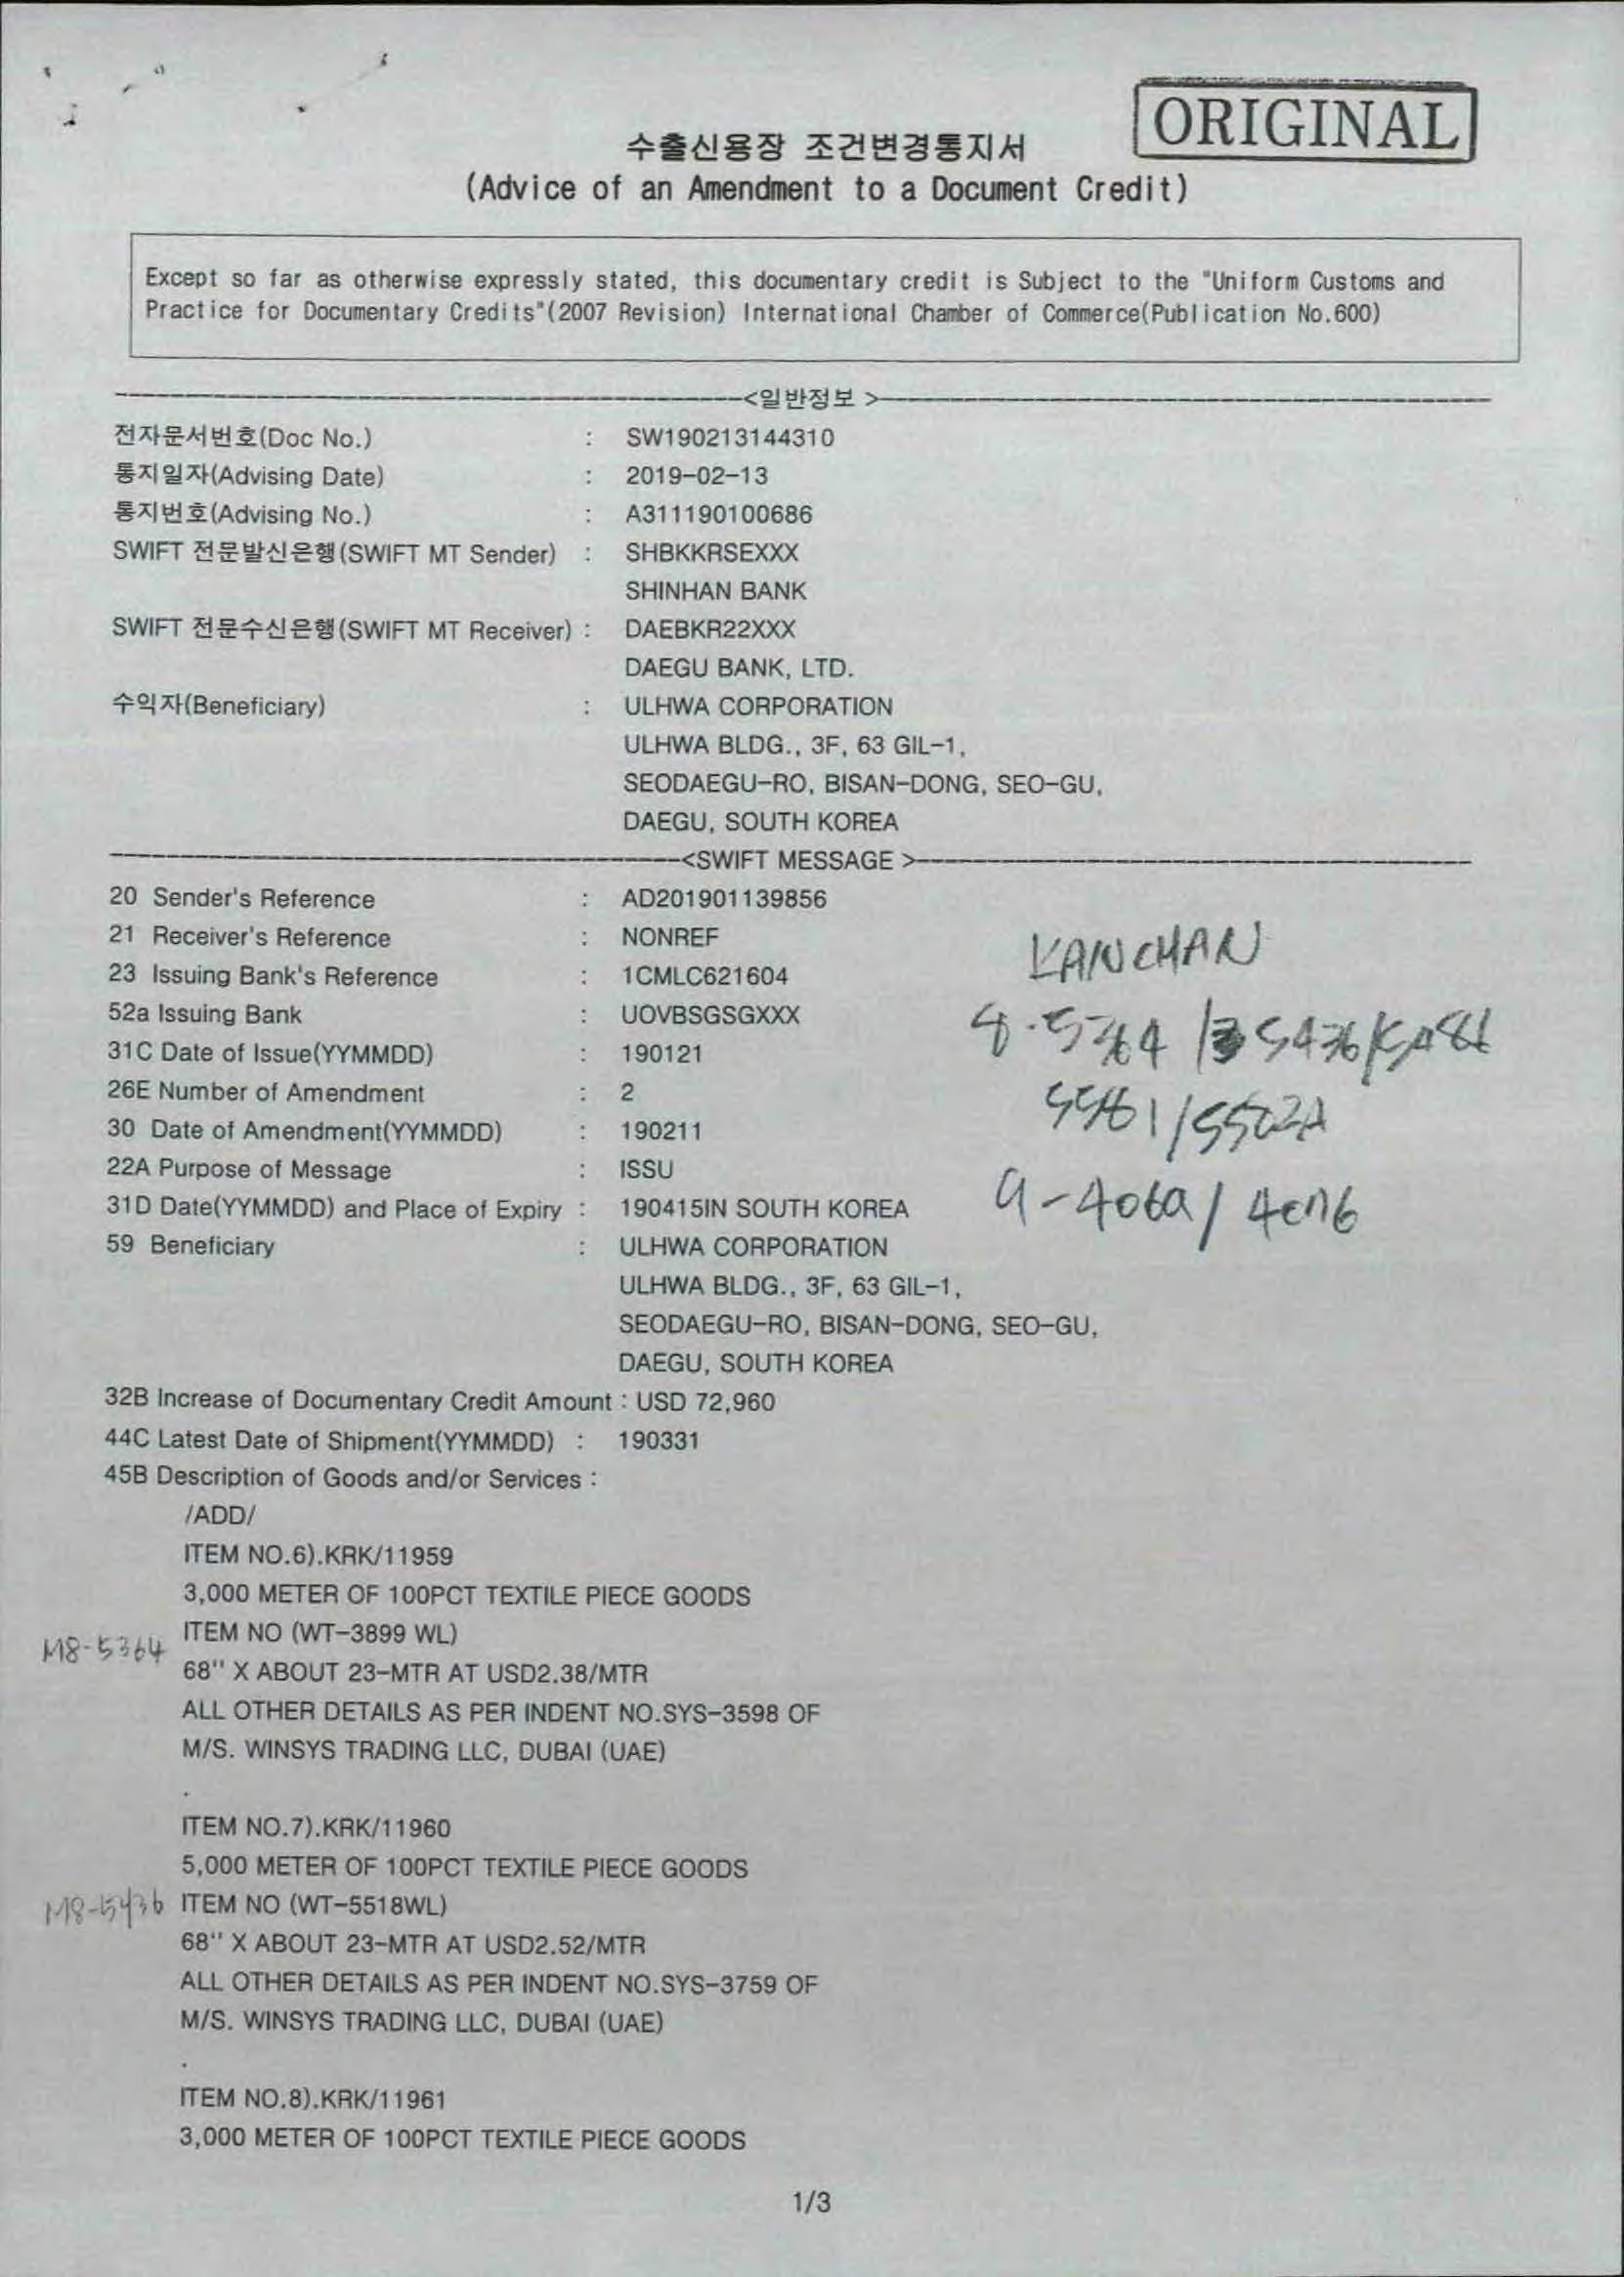 ORIGINAL
수출신용장 조건변경통지서
(Advice of an Amendment to a Document Credit)
Except so far as otherwise expressly stated, this documentary credit is Subject to the "Uniform Customs and
Practice for Documentary Credits"(2007 Revision) International Chamber of Commerce(Publication No.600)
<일반정보>
전자문서번호(Doc No.) : SW190213144310
통지일자(Advising Date) : 2019-02-13
통지번호(Advising No.) : A311190100686
SWIFT 전문발신은행(SWIFT MT Sender) : SHBKKRSEXXX
SHINHAN BANK
SWIFT 전문수신은행(SWIFT MT Receiver) : DAEBKR22XXX
DAEGU BANK, LTD.
수익자(Beneficiary) : ULHWA CORPORATION
ULHWA BLDG., 3F, 63 GIL-1,
SEODAEGU-RO, BISAN-DONG, SEO-GU,
DAEGU, SOUTH KOREA
<SWIFT MESSAGE>
20 Sender's Reference : AD201901139856
21 Receiver's Reference : NONREF
KANCHAN
23 Issuing Bank's Reference : 1CMLC621604
52a Issuing Bank : UOVBSGSGXXX
31C Date of Issue(YYMMDD) : 190121
26E Number of Amendment : 2
30 Date of Amendment(YYMMDD) : 190211
22A Purpose of Message : ISSU
31D Date(YYMMDD) and Place of Expiry : 190415IN SOUTH KOREA
59 Beneficiary : ULHWA CORPORATION
ULHWA BLDG., 3F, 63 GIL-1,
SEODAEGU-RO, BISAN-DONG, SEO-GU,
DAEGU, SOUTH KOREA
32B Increase of Documentary Credit Amount : USD 72,960
44C Latest Date of Shipment(YYMMDD) : 190331
45B Description of Goods and/or Services :
/ADD/
ITEM NO.6).KRK/11959
3,000 METER OF 100PCT TEXTILE PIECE GOODS
ITEM NO (WT-3899 WL)
M8-5364
68" X ABOUT 23-MTR AT USD2.38/MTR
ALL OTHER DETAILS AS PER INDENT NO.SYS-3598 OF
M/S. WINSYS TRADING LLC, DUBAI (UAE)
.
ITEM NO.7).KRK/11960
5,000 METER OF 100PCT TEXTILE PIECE GOODS
M8-5436 ITEM NO (WT-5518WL)
68" X ABOUT 23-MTR AT USD2.52/MTR
ALL OTHER DETAILS AS PER INDENT NO.SYS-3759 OF
M/S. WINSYS TRADING LLC, DUBAI (UAE)
.
ITEM NO.8).KRK/11961
3,000 METER OF 100PCT TEXTILE PIECE GOODS
1/3